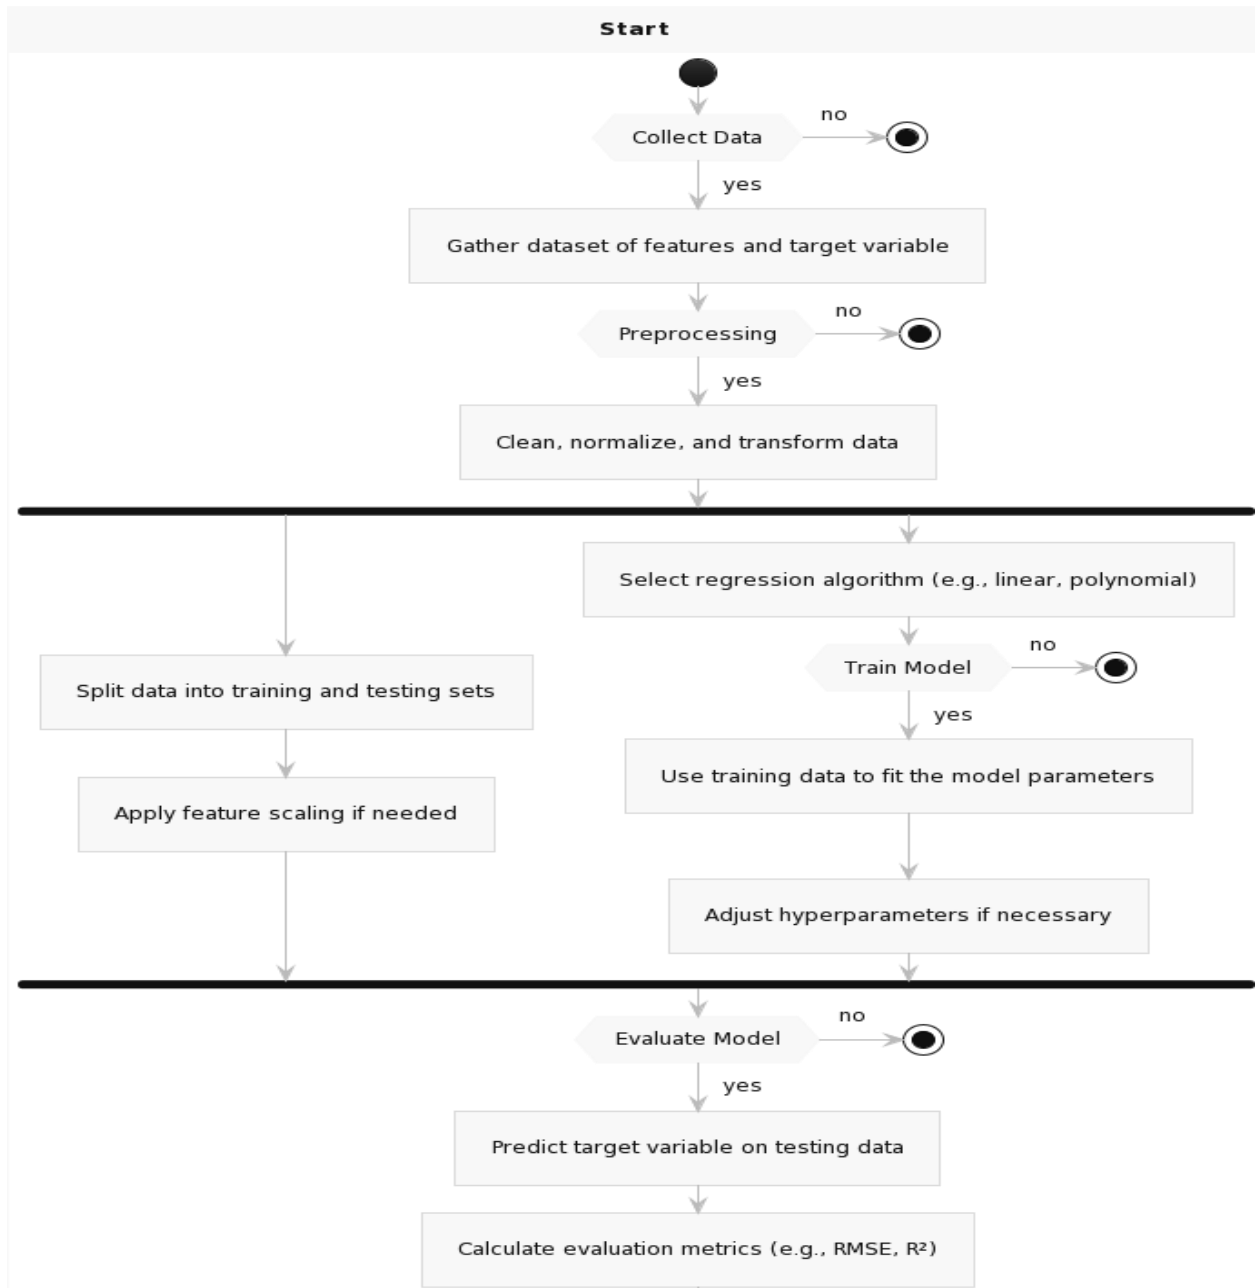 Start
Collect Data
no
yes
Gather dataset of features and target variable
Preprocessing
no
yes
Clean, normalize, and transform data
Split data into training and testing sets
Apply feature scaling if needed
Select regression algorithm (e.g., linear, polynomial)
Train Model
no
yes
Use training data to fit the model parameters
Adjust hyperparameters if necessary
Evaluate Model
no
yes
Predict target variable on testing data
Calculate evaluation metrics (e.g., RMSE, R²)